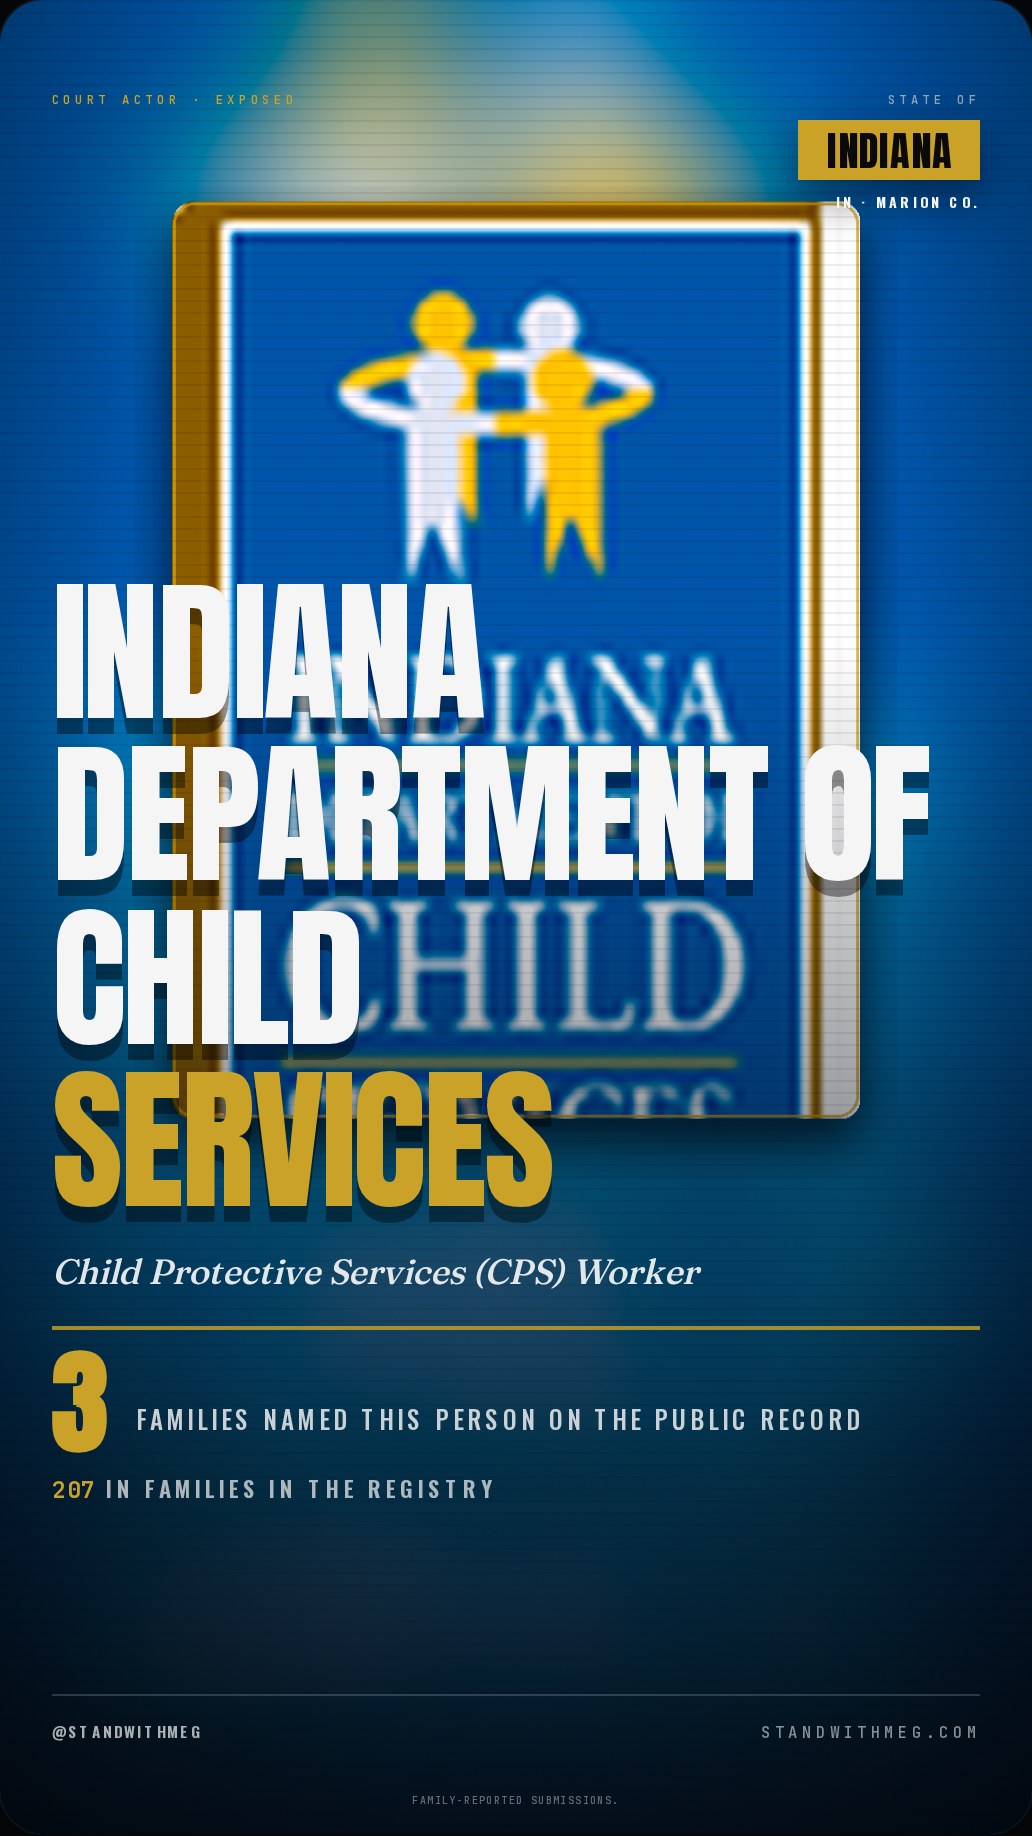 COURT ACTOR · EXPOSED
STATE OF
INDIANA
IN · MARION CO.
INDIANA
DEPARTMENT OF
CHILD
SERVICES
INDIANA
CHILD
Child Protective Services (CPS) Worker
3 FAMILIES NAMED THIS PERSON ON THE PUBLIC RECORD
207 IN FAMILIES IN THE REGISTRY
@STANDWITHMEG
STANDWITHMEG.COM
FAMILY-REPORTED SUBMISSIONS.